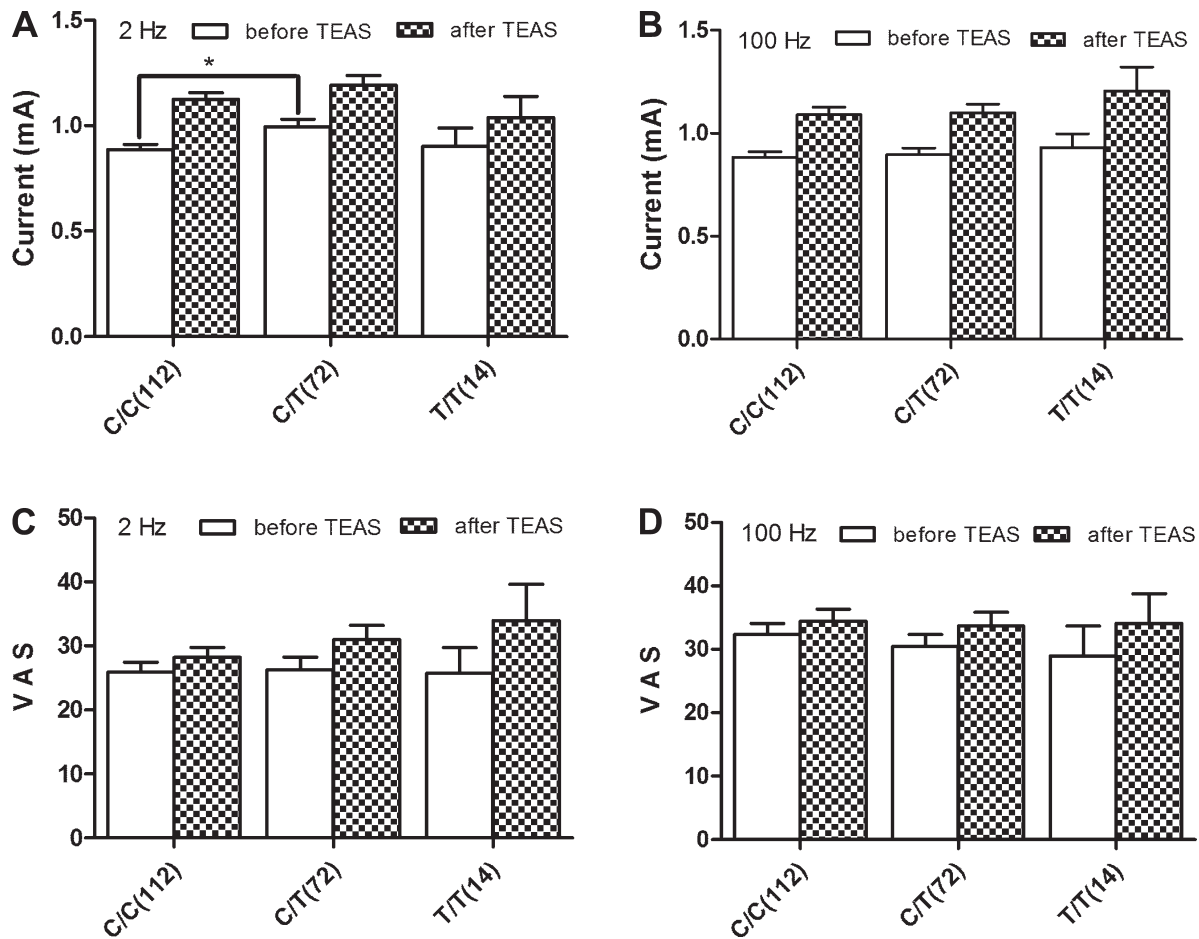 A
2 Hz before TEAS after TEAS
*
Current (mA)
1.5
1.0
0.5
0.0
C/C(112)
C/T(72)
T/T(14)
B
100 Hz before TEAS after TEAS
Current (mA)
1.5
1.0
0.5
0.0
C/C(112)
C/T(72)
T/T(14)
C
2 Hz before TEAS after TEAS
V A S
50
40
30
20
10
0
C/C(112)
C/T(72)
T/T(14)
D
100 Hz before TEAS after TEAS
V A S
50
40
30
20
10
0
C/C(112)
C/T(72)
T/T(14)